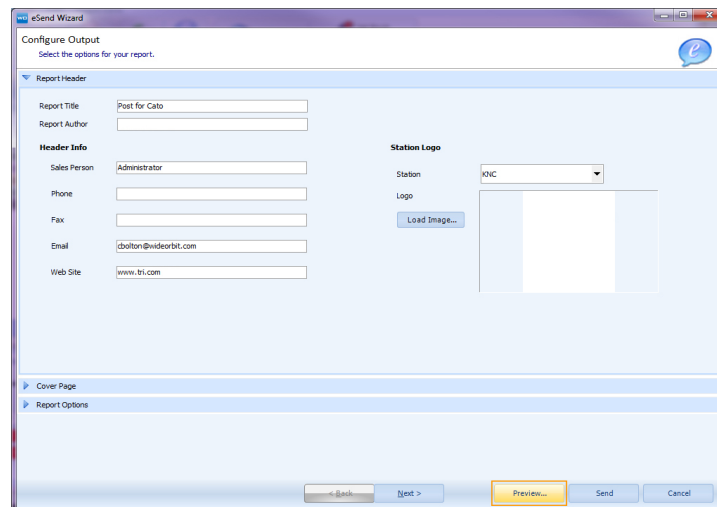 WO eSend Wizard
Configure Output
Select the options for your report.
Report Header
Report Title Post for Cato
Report Author
Header Info
Station Logo
Sales Person Administrator
Station KNC
Phone
Logo
Fax
Load Image...
Email cbolton@wideorbit.com
Web Site www.tri.com
Cover Page
Report Options
< Back Next > Preview... Send Cancel